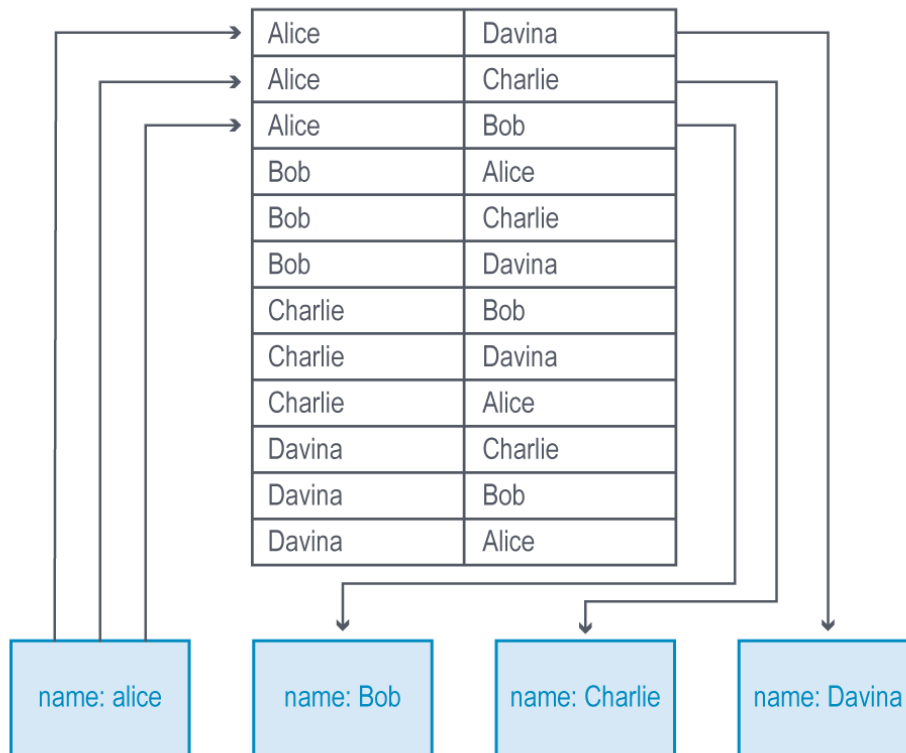 Alice Davina
Alice Charlie
Alice Bob
Bob Alice
Bob Charlie
Bob Davina
Charlie Bob
Charlie Davina
Charlie Alice
Davina Charlie
Davina Bob
Davina Alice
name: alice name: Bob name: Charlie name: Davina